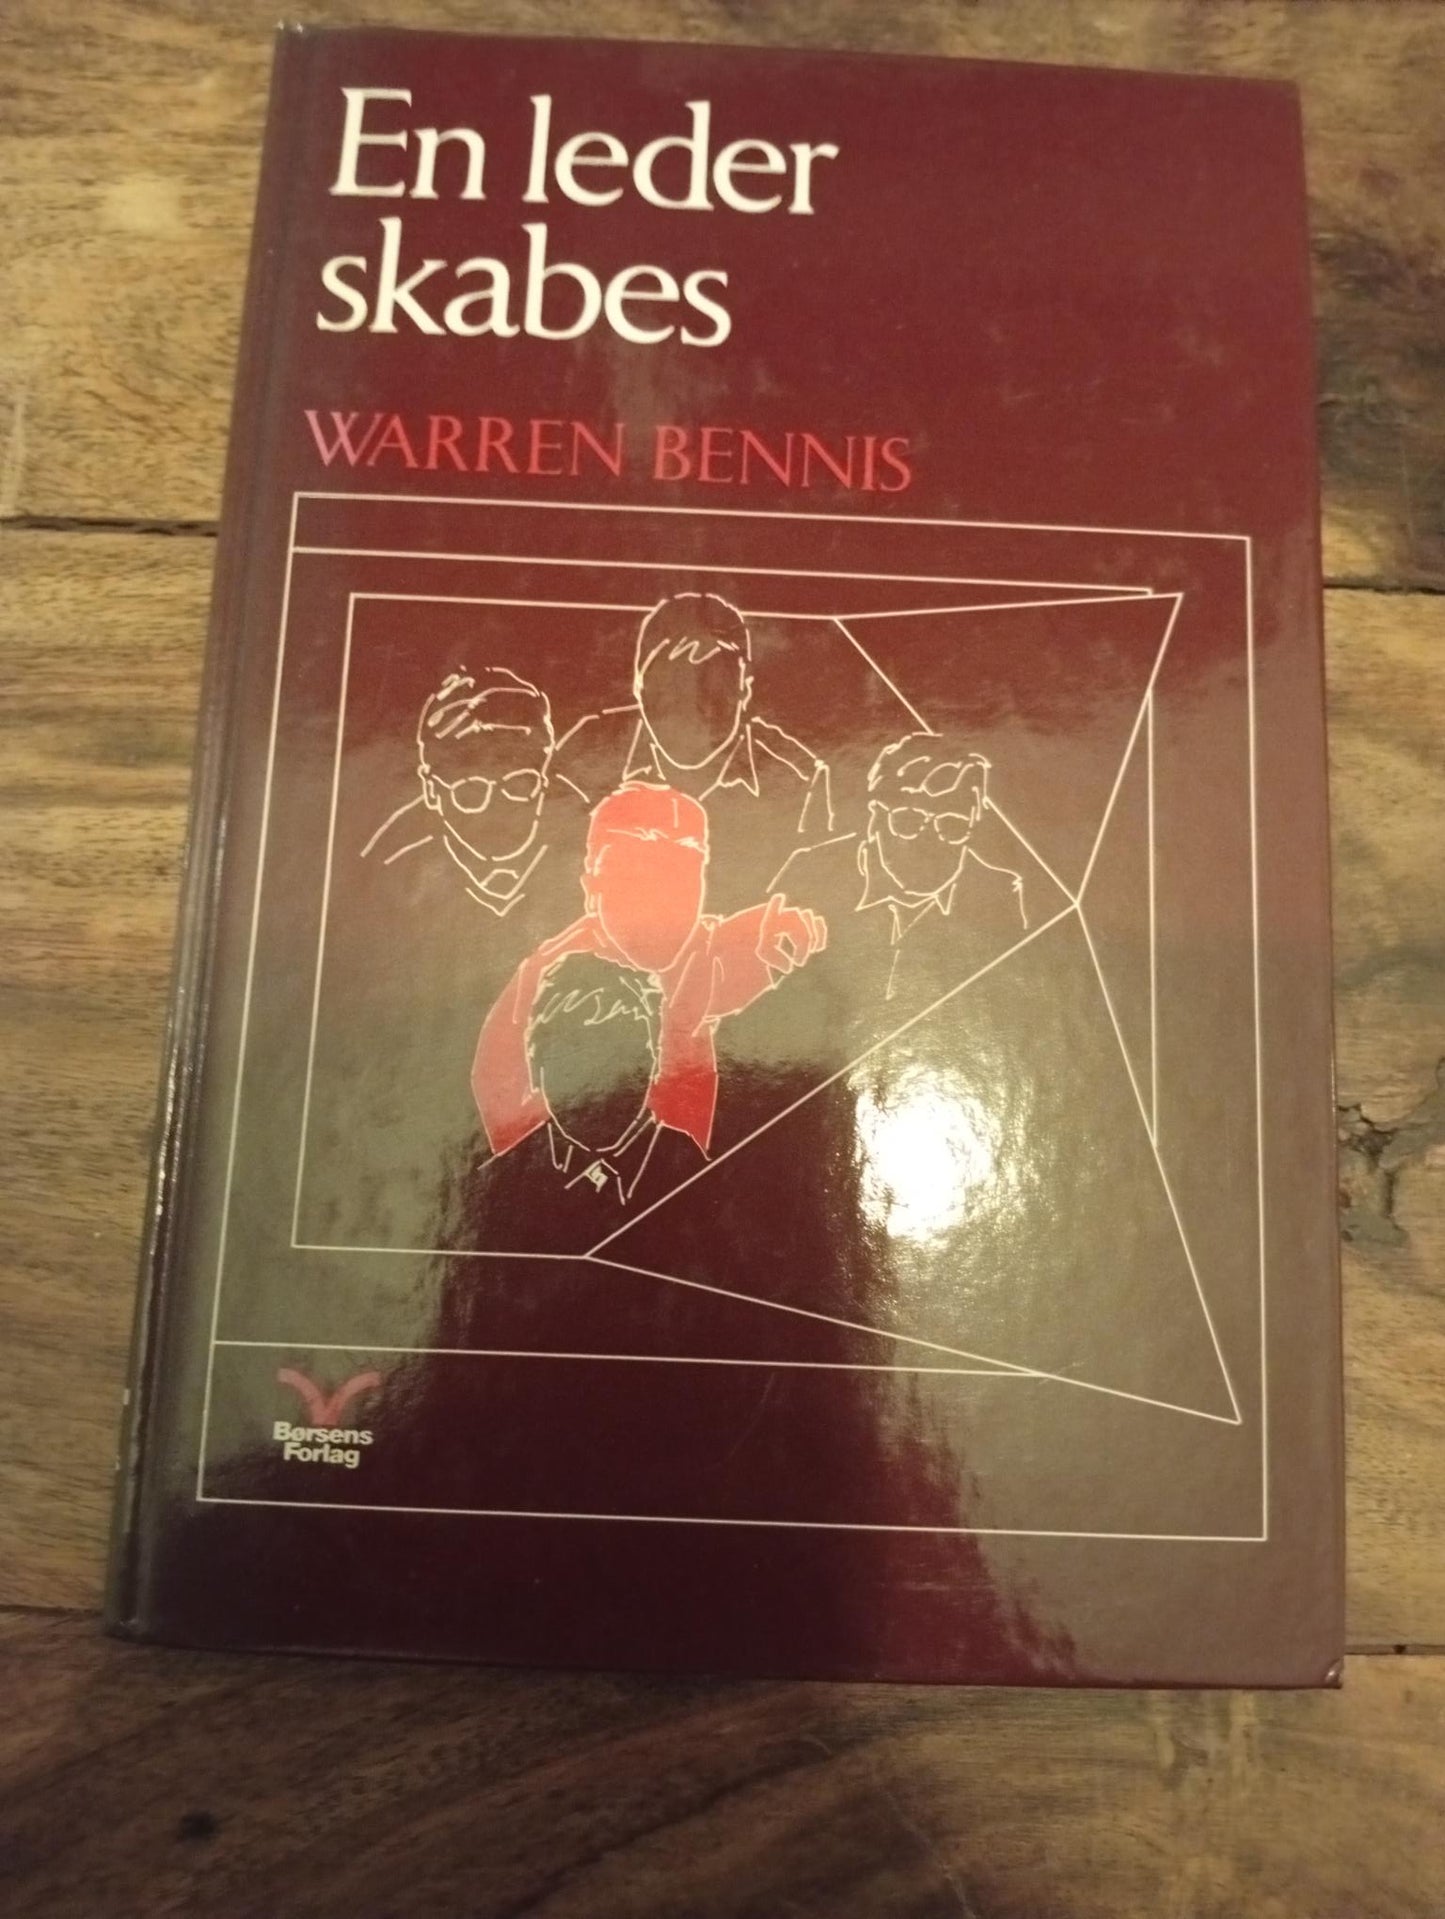 En leder
skabes
WARREN BENNIS
Børsens
Forlag